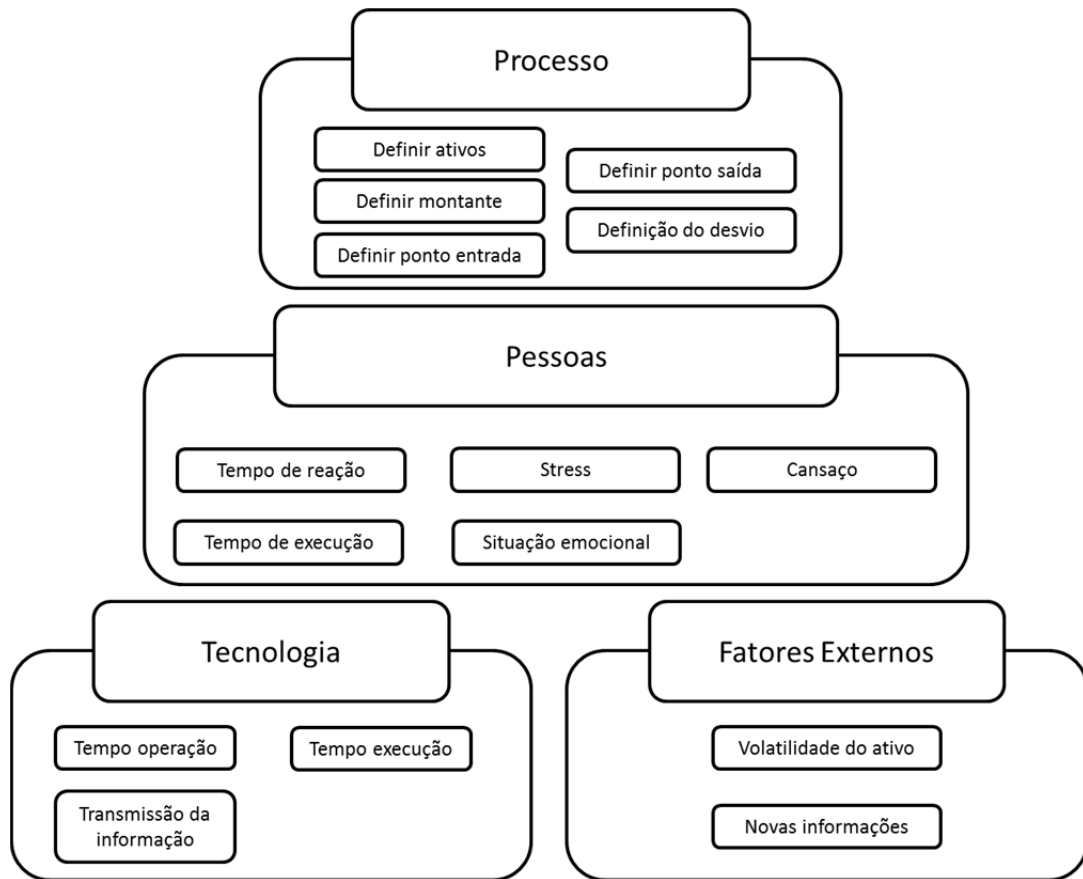 Processo
Definir ativos
Definir montante
Definir ponto entrada
Definir ponto saída
Definição do desvio
Pessoas
Tempo de reação
Stress
Cansaço
Tempo de execução
Situação emocional
Tecnologia
Tempo operação
Tempo execução
Transmissão da
informação
Fatores Externos
Volatilidade do ativo
Novas informações